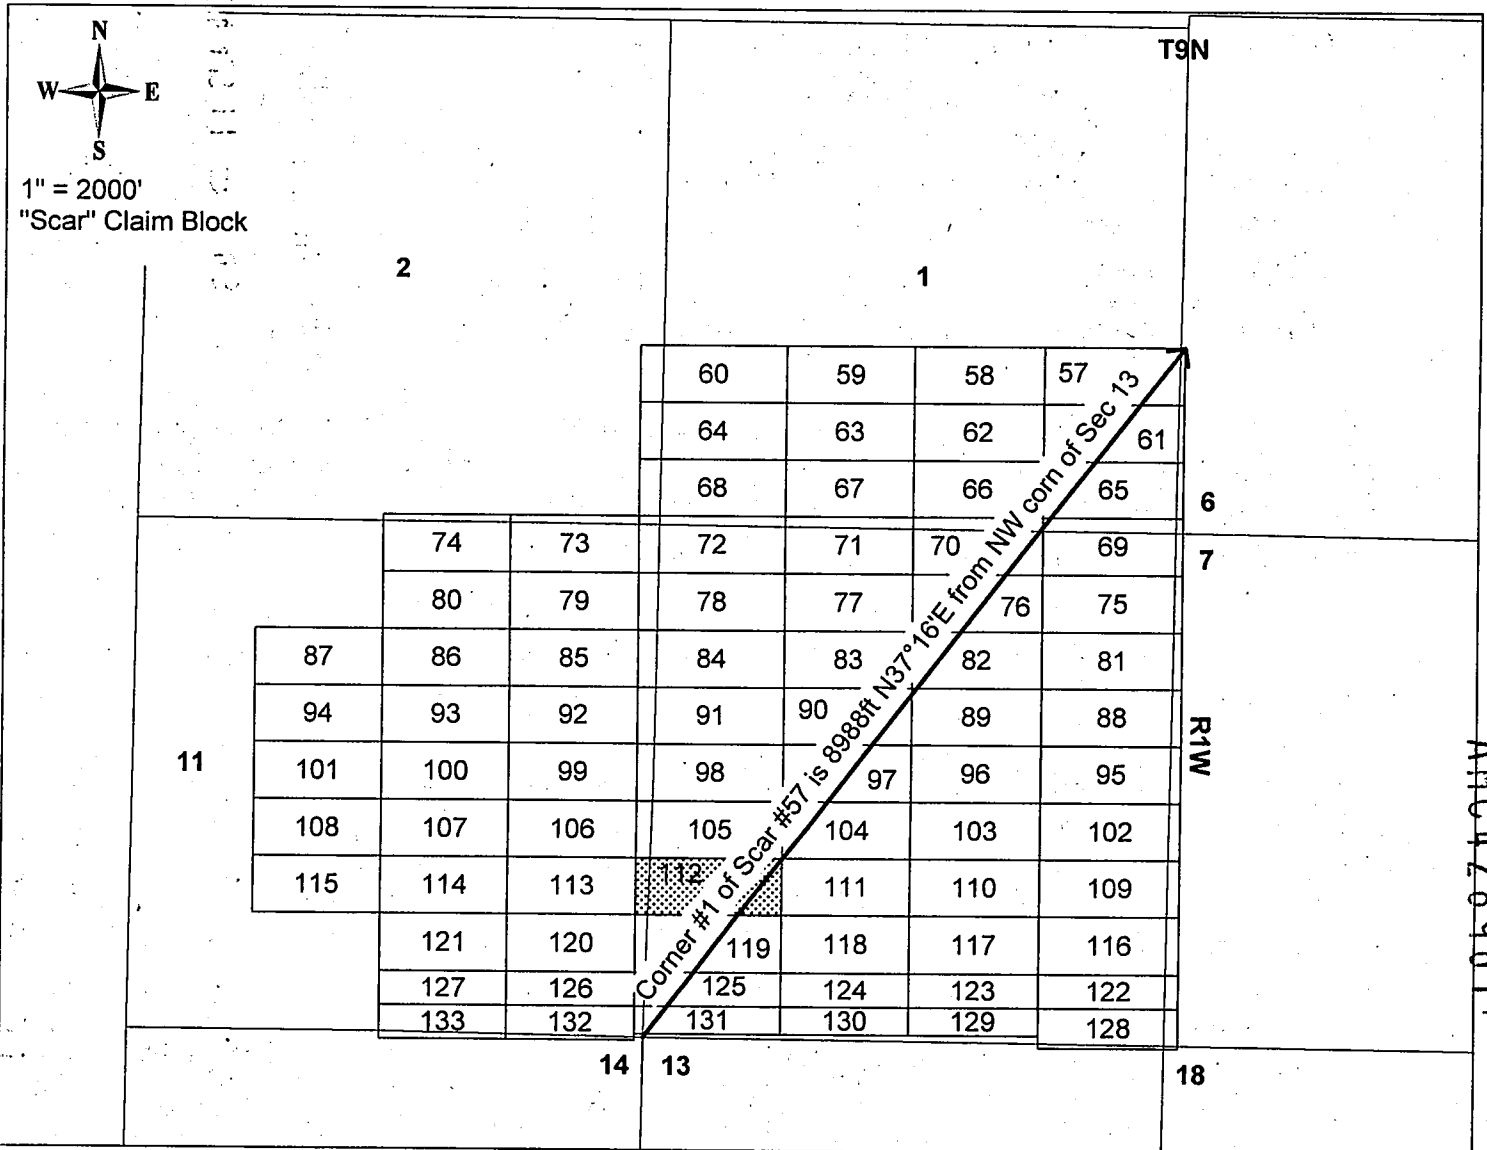 N
W E
S
T9N
1" = 2000'
"Scar" Claim Block
2
1
60 59 58 57
64 63 62 61
68 67 66 65
6
74 73 72 71 70 69
7
80 79 78 77 76 75
87 86 85 84 83 82 81
94 93 92 91 90 89 88
R1W
11
101 100 99 98 97 96 95
108 107 106 105 104 103 102
115 114 113 112 111 110 109
121 120 119 118 117 116
127 126 125 124 123 122
133 132 131 130 129 128
Corner #1 of Scar #57 is 8988ft N37°16'E from NW corn of Sec 13
14 13
18